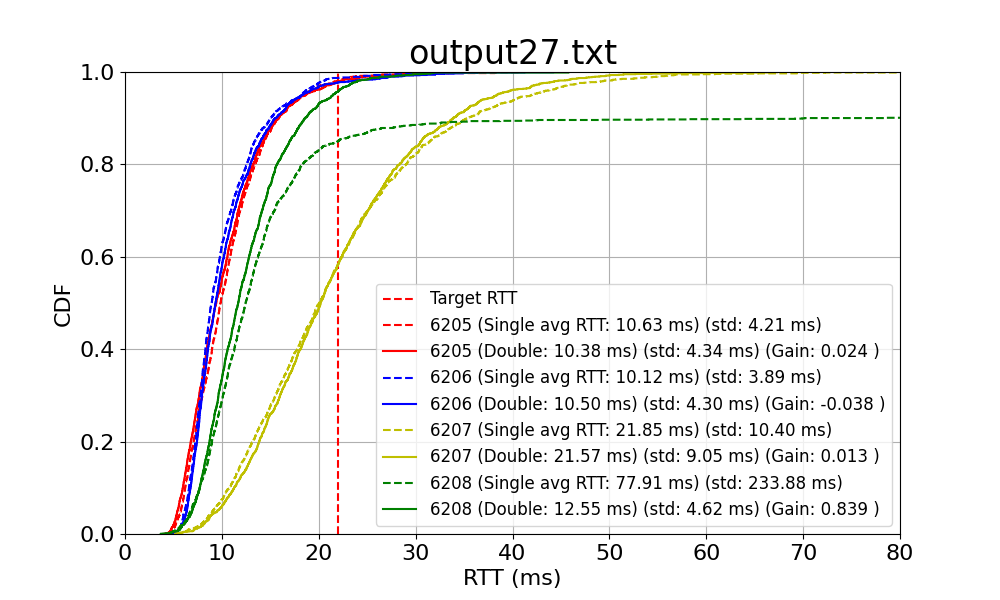 output27.txt
1.0
0.8
0.6
0.4
0.2
0.0
CDF
0 10 20 30 40 50 60 70 80
RTT (ms)
Target RTT
6205 (Single avg RTT: 10.63 ms) (std: 4.21 ms)
6205 (Double: 10.38 ms) (std: 4.34 ms) (Gain: 0.024 )
6206 (Single avg RTT: 10.12 ms) (std: 3.89 ms)
6206 (Double: 10.50 ms) (std: 4.30 ms) (Gain: -0.038 )
6207 (Single avg RTT: 21.85 ms) (std: 10.40 ms)
6207 (Double: 21.57 ms) (std: 9.05 ms) (Gain: 0.013 )
6208 (Single avg RTT: 77.91 ms) (std: 233.88 ms)
6208 (Double: 12.55 ms) (std: 4.62 ms) (Gain: 0.839 )